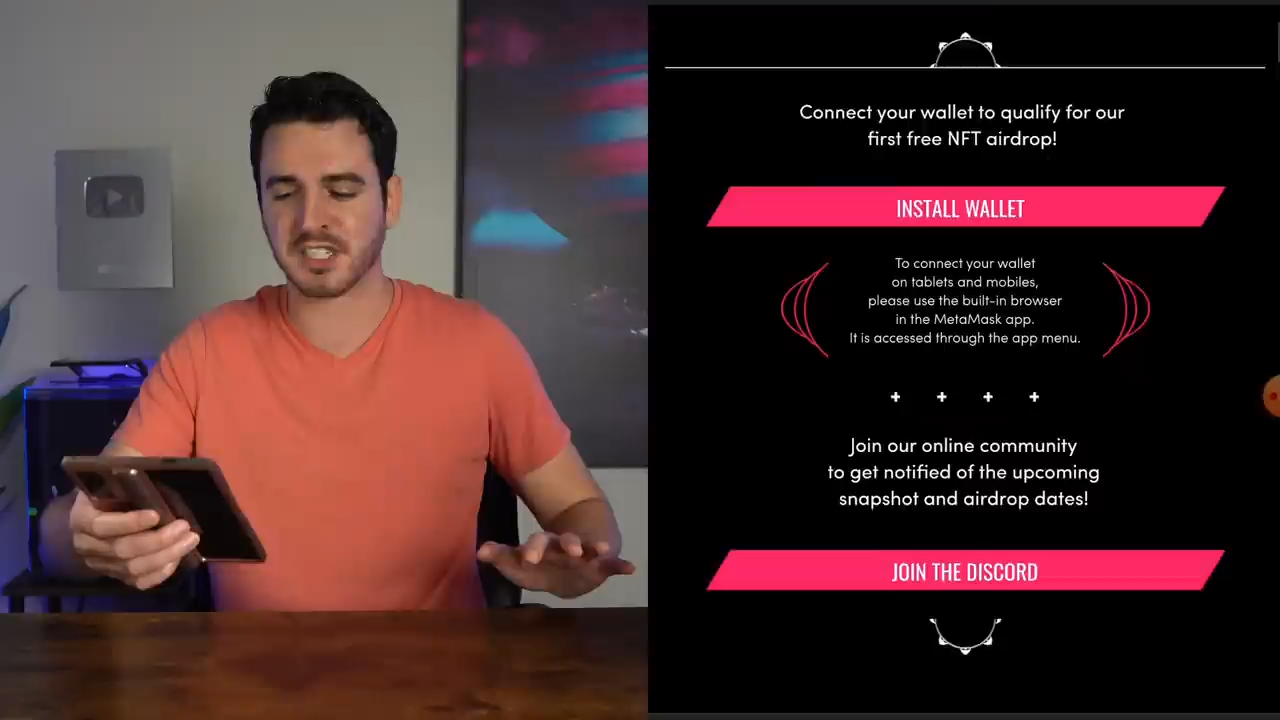 Connect your wallet to qualify for our
first free NFT airdrop!
INSTALL WALLET
To connect your wallet
on tablets and mobiles,
please use the built-in browser
in the MetaMask app.
It is accessed through the app menu.
Join our online community
to get notified of the upcoming
snapshot and airdrop dates!
JOIN THE DISCORD